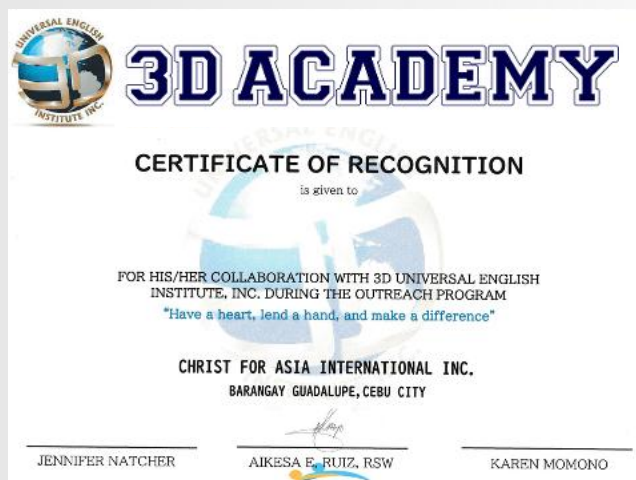 UNIVERSAL ENGLISH
3D
INSTITUTE INC.
3D ACADEMY
CERTIFICATE OF RECOGNITION
is given to
FOR HIS/HER COLLABORATION WITH 3D UNIVERSAL ENGLISH
INSTITUTE, INC. DURING THE OUTREACH PROGRAM
"Have a heart, lend a hand, and make a difference"
CHRIST FOR ASIA INTERNATIONAL INC.
BARANGAY GUADALUPE, CEBU CITY
JENNIFER NATCHER
AIKESA E. RUIZ, RSW
KAREN MOMONO